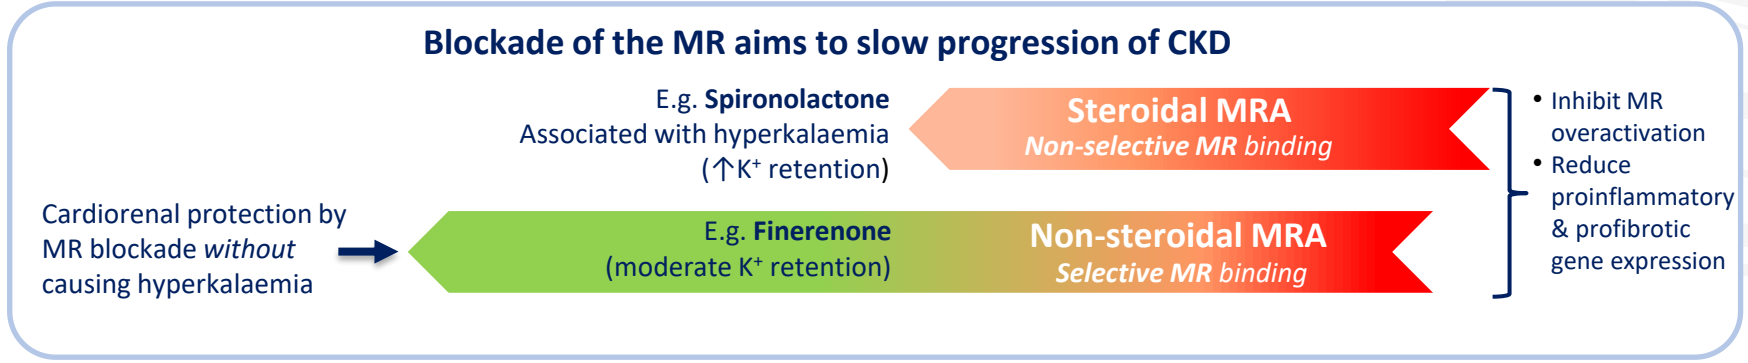 Blockade of the MR aims to slow progression of CKD
E.g. Spironolactone
Associated with hyperkalaemia
(↑K⁺ retention)
Steroidal MRA
Non-selective MR binding
Cardiorenal protection by
MR blockade without
causing hyperkalaemia
E.g. Finerenone
(moderate K⁺ retention)
Non-steroidal MRA
Selective MR binding
• Inhibit MR
overactivation
• Reduce
proinflammatory
& profibrotic
gene expression